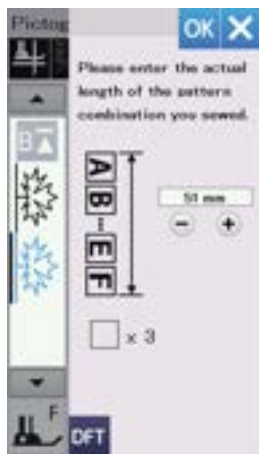 Pictog
OK
Please enter the actual
length of the pattern
combination you sewed.
B
A
B
E
F
51 mm
x 3
F
DFT